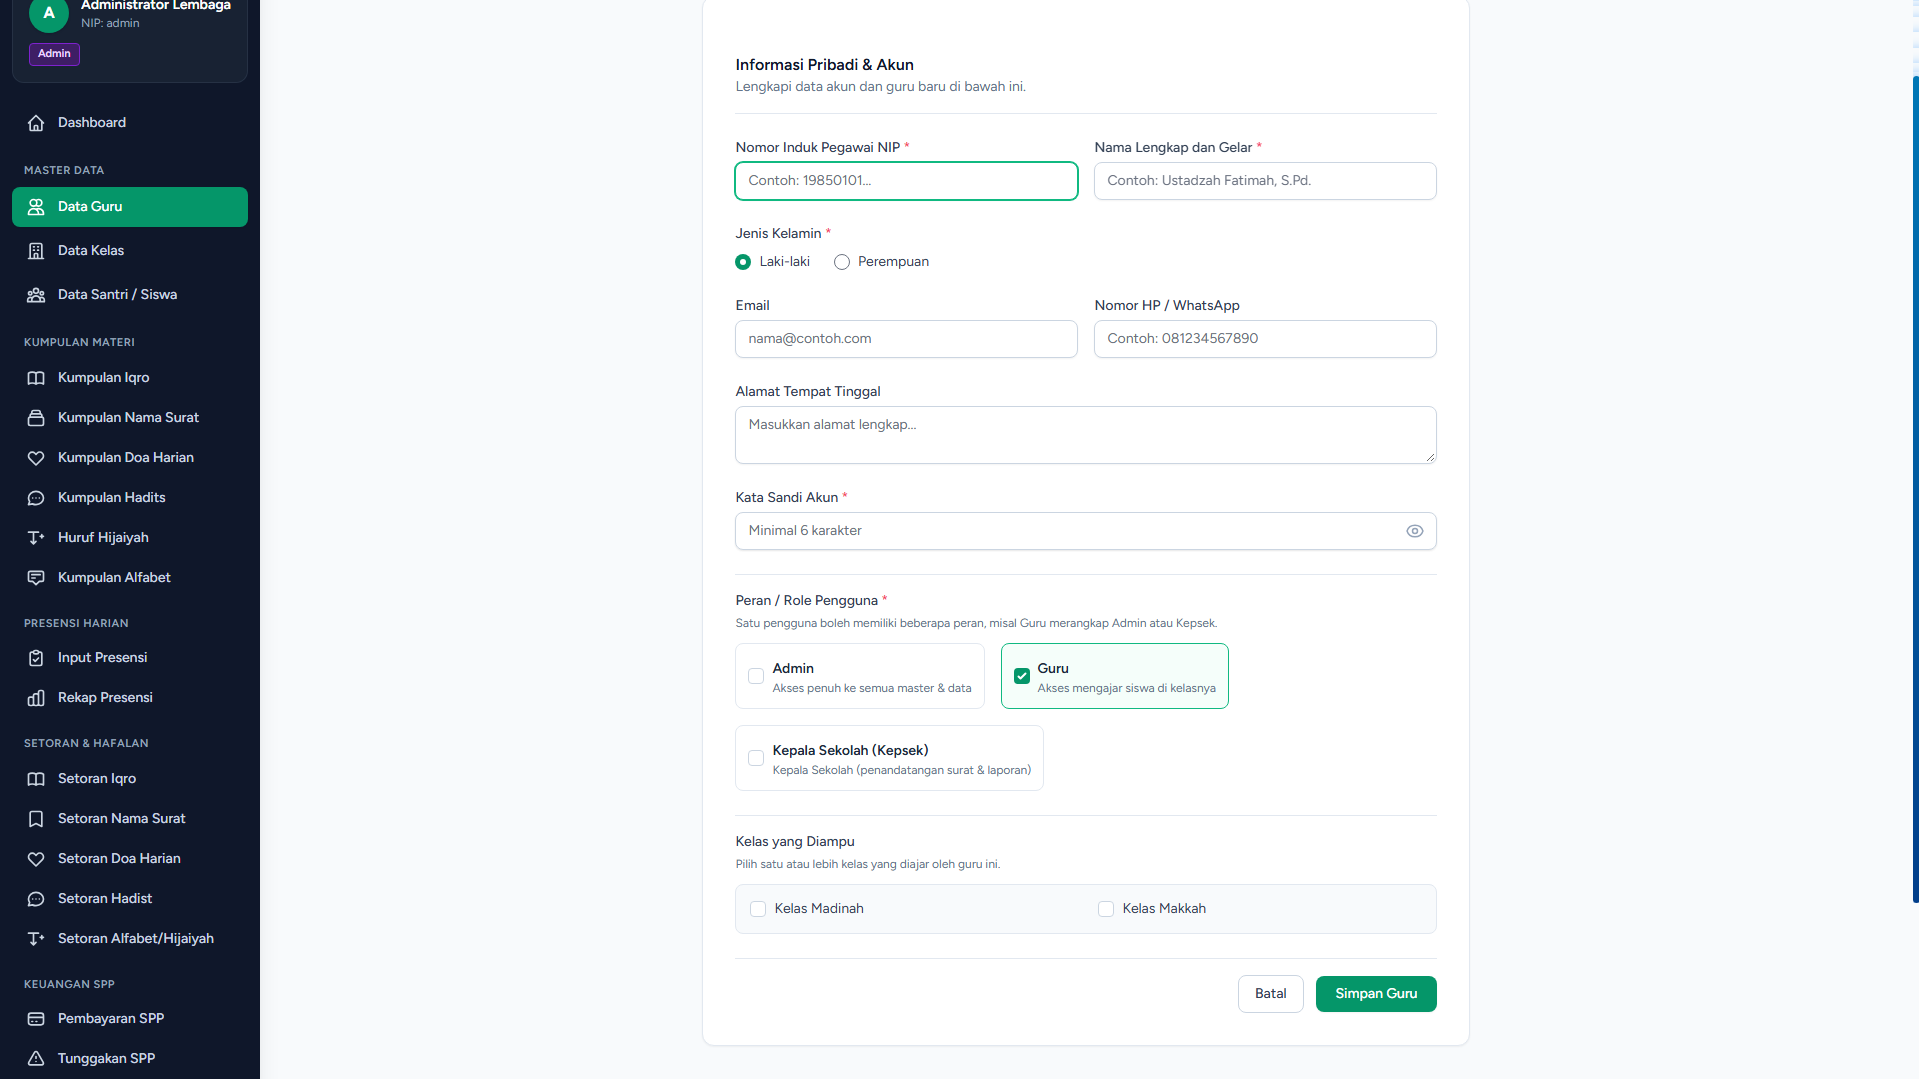 A
Administrator Lembaga
NIP: admin
Admin
Dashboard
MASTER DATA
Data Guru
Data Kelas
Data Santri / Siswa
KUMPULAN MATERI
Kumpulan Iqro
Kumpulan Nama Surat
Kumpulan Doa Harian
Kumpulan Hadits
Huruf Hijaiyah
Kumpulan Alfabet
PRESENSI HARIAN
Input Presensi
Rekap Presensi
SETORAN & HAFALAN
Setoran Iqro
Setoran Nama Surat
Setoran Doa Harian
Setoran Hadist
Setoran Alfabet/Hijaiyah
KEUANGAN SPP
Pembayaran SPP
Tunggakan SPP
Informasi Pribadi & Akun
Lengkapi data akun dan guru baru di bawah ini.
Nomor Induk Pegawai NIP *
Contoh: 19850101...
Nama Lengkap dan Gelar *
Contoh: Ustadzah Fatimah, S.Pd.
Jenis Kelamin *
Laki-laki
Perempuan
Email
nama@contoh.com
Nomor HP / WhatsApp
Contoh: 081234567890
Alamat Tempat Tinggal
Masukkan alamat lengkap...
Kata Sandi Akun *
Minimal 6 karakter
Peran / Role Pengguna *
Satu pengguna boleh memiliki beberapa peran, misal Guru merangkap Admin atau Kepsek.
Admin
Akses penuh ke semua master & data
Guru
Akses mengajar siswa di kelasnya
Kepala Sekolah (Kepsek)
Kepala Sekolah (penandatangan surat & laporan)
Kelas yang Diampu
Pilih satu atau lebih kelas yang diajar oleh guru ini.
Kelas Madinah
Kelas Makkah
Batal
Simpan Guru